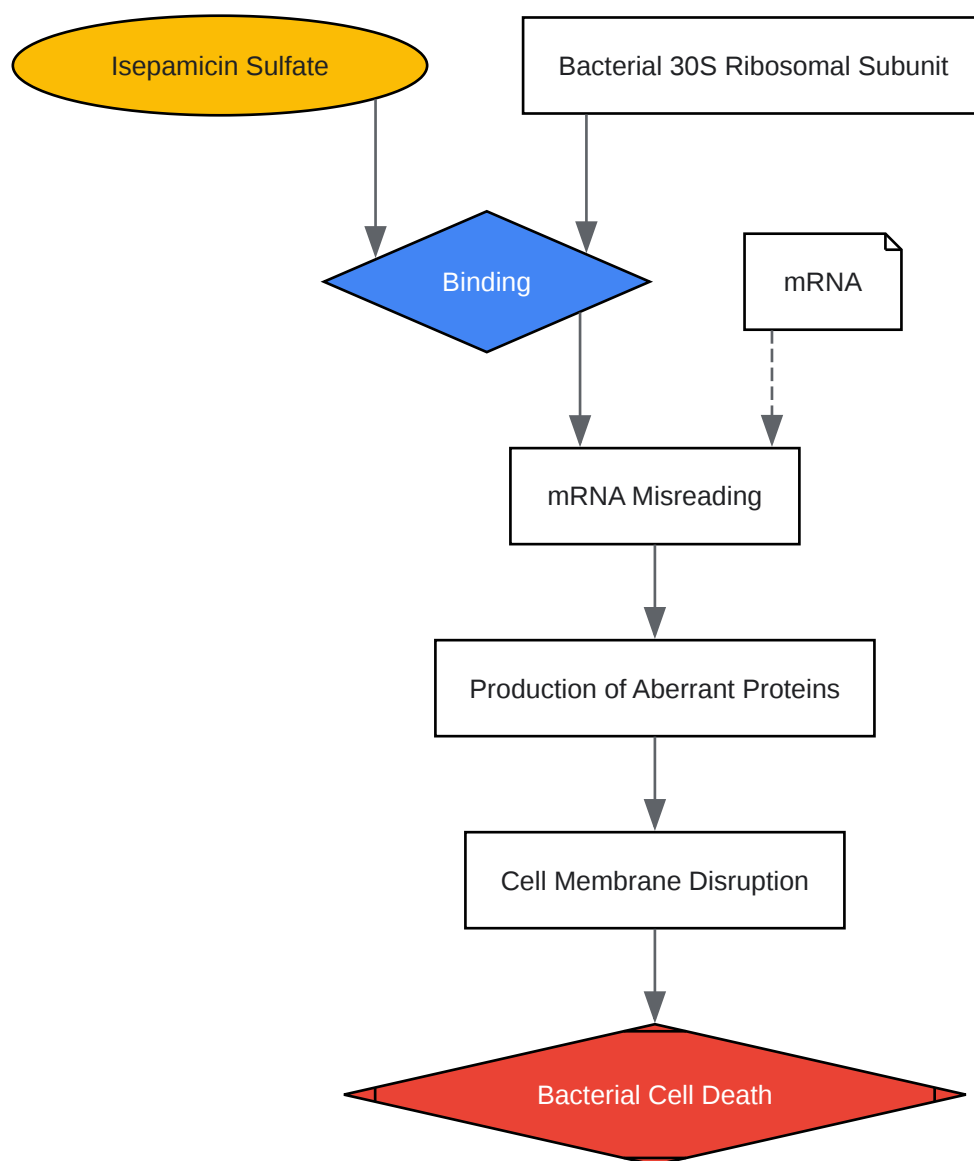 Isepamicin Sulfate
Bacterial 30S Ribosomal Subunit
Binding
mRNA
mRNA Misreading
Production of Aberrant Proteins
Cell Membrane Disruption
Bacterial Cell Death